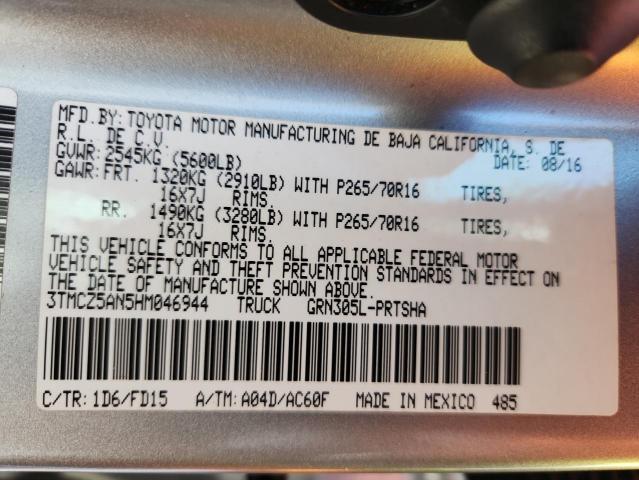 MFD.BY:TOYOTA MOTOR MANUFACTURING DE BAJA CALIFORNIA, S. DE
R.L. DE C.V. DATE: 08/16
GVWR:2545KG (5600LB)
GAWR:FRT. 1320KG (2910LB) WITH P265/70R16 TIRES,
16X7J RIMS.
RR. 1490KG (3280LB) WITH P265/70R16 TIRES,
16X7J RIMS.
THIS VEHICLE CONFORMS TO ALL APPLICABLE FEDERAL MOTOR
VEHICLE SAFETY AND THEFT PREVENTION STANDARDS IN EFFECT ON
THE DATE OF MANUFACTURE SHOWN ABOVE.
3TMCZ5AN5HM046944 TRUCK GRN305L-PRTSHA
C/TR:1D6/FD15 A/TM:A04D/AC60F MADE IN MEXICO 485